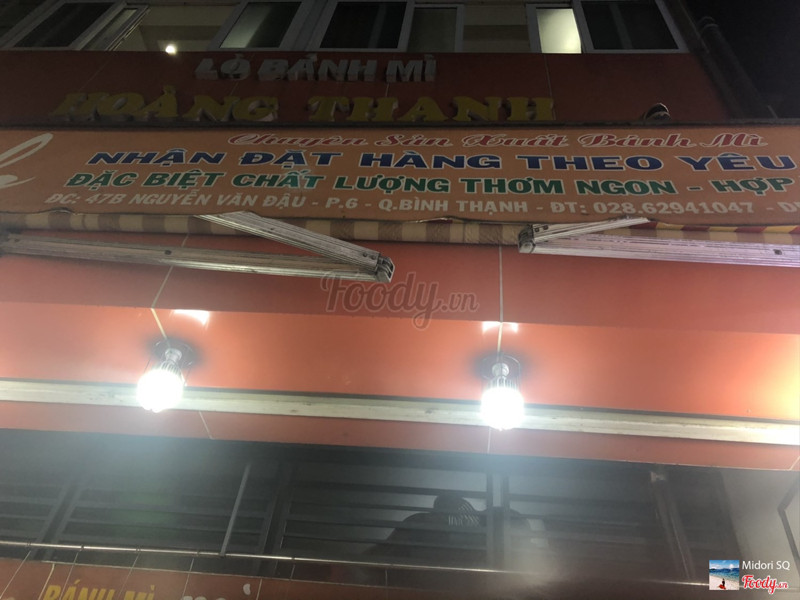 LÒ BÁNH MÌ
HOÀNG THANH
Chuyên Sản Xuất Bánh Mì
NHẬN ĐẶT HÀNG THEO YÊU
ĐẶC BIỆT CHẤT LƯỢNG THƠM NGON - HỢP
ĐC: 47B NGUYỄN VĂN ĐẬU - P.6 - Q.BÌNH THẠNH - ĐT: 028.62941047 - D
Foody.vn
BÁNH MÌ
Midori SQ
Foody.vn